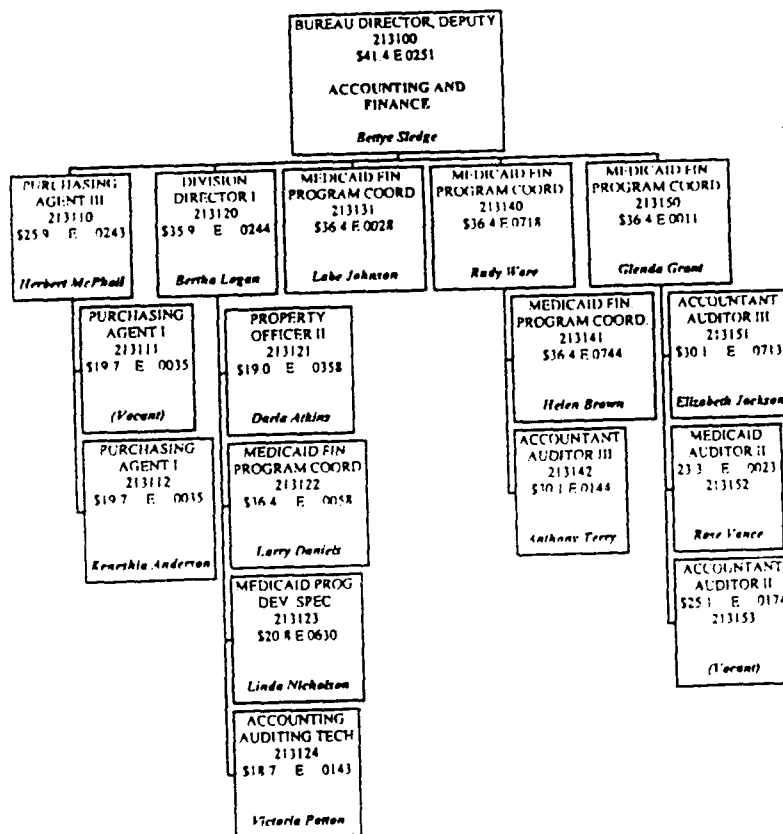 BUREAU DIRECTOR, DEPUTY
213100
$41.4 E 0251
ACCOUNTING AND
FINANCE
Bettye Sledge
PURCHASING
AGENT III
213110
$25.9 E 0243
Herbert McPhail
DIVISION
DIRECTOR I
213120
$35.9 E 0244
Bertha Logan
MEDICAID FIN
PROGRAM COORD
213131
$36.4 E 0028
Labe Johnson
MEDICAID FIN
PROGRAM COORD
213140
$36.4 E 0718
Rudy Ware
MEDICAID FIN
PROGRAM COORD
213150
$36.4 E 0011
Glenda Grant
PURCHASING
AGENT I
213111
$19.7 E 0035
(Vacant)
PURCHASING
AGENT I
213112
$19.7 E 0035
Keneshia Anderson
PROPERTY
OFFICER II
213121
$19.0 E 0358
Darla Atkins
MEDICAID FIN
PROGRAM COORD
213122
$36.4 E 0058
Larry Daniels
MEDICAID PROG
DEV SPEC
213123
$20.8 E 0630
Linda Nicholson
ACCOUNTING
AUDITING TECH
213124
$18.7 E 0143
Victoria Patton
MEDICAID FIN
PROGRAM COORD.
213141
$36.4 E 0744
Helen Brown
ACCOUNTANT
AUDITOR III
213142
$30.1 E 0144
Anthony Terry
ACCOUNTANT
AUDITOR III
213151
$30.1 E 0713
Elizabeth Jackson
MEDICAID
AUDITOR II
23.3 E 0023
213152
Rose Vance
ACCOUNTANT
AUDITOR II
$25.1 E 0174
213153
(Vacant)